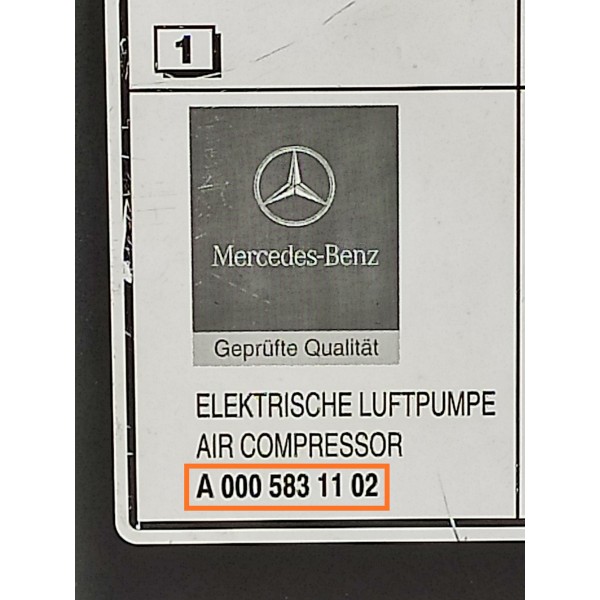 1
Mercedes-Benz
Geprüfte Qualität
ELEKTRISCHE LUFTPUMPE
AIR COMPRESSOR
A 000 583 11 02